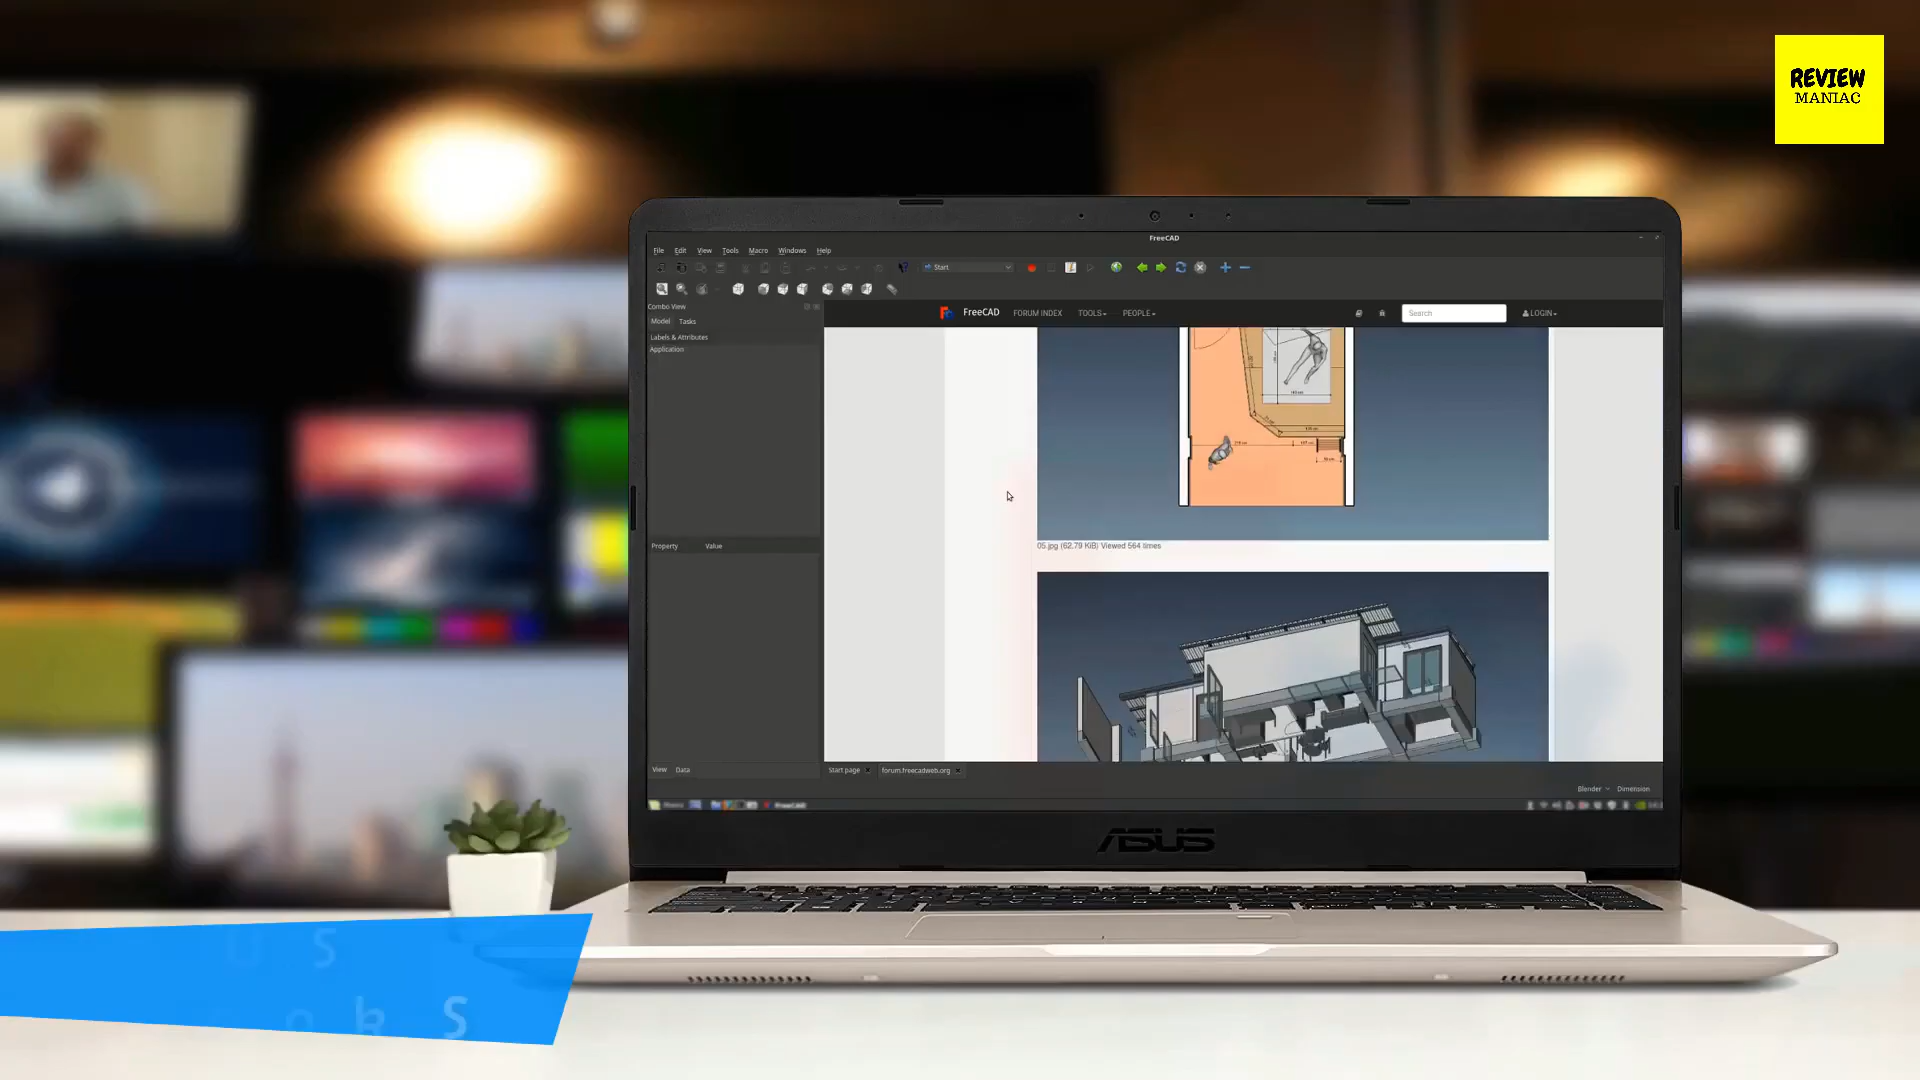 REVIEW
MANIAC
FreeCAD
File Edit View Tools Macro Windows Help
Start
Combo View
Model Tasks
Labels & Attributes
Application
FreeCAD FORUM INDEX TOOLS PEOPLE Search LOGIN
05.jpg (62.79 KiB) Viewed 564 times
Property Value
View Data
Start page forum.freecadweb.org
Blender Dimension
FreeCAD
ASUS
U S
o k S